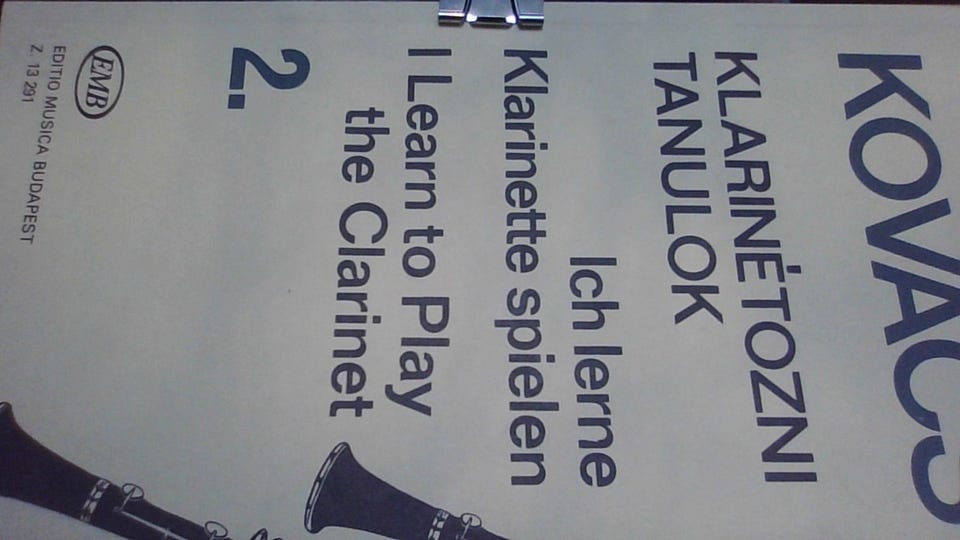 KOVÁCS
KLARINÉTOZNI
TANULOK
Ich lerne
Klarinette spielen
I Learn to Play
the Clarinet
2.
EMB
EDITIO MUSICA BUDAPEST
Z. 13 291